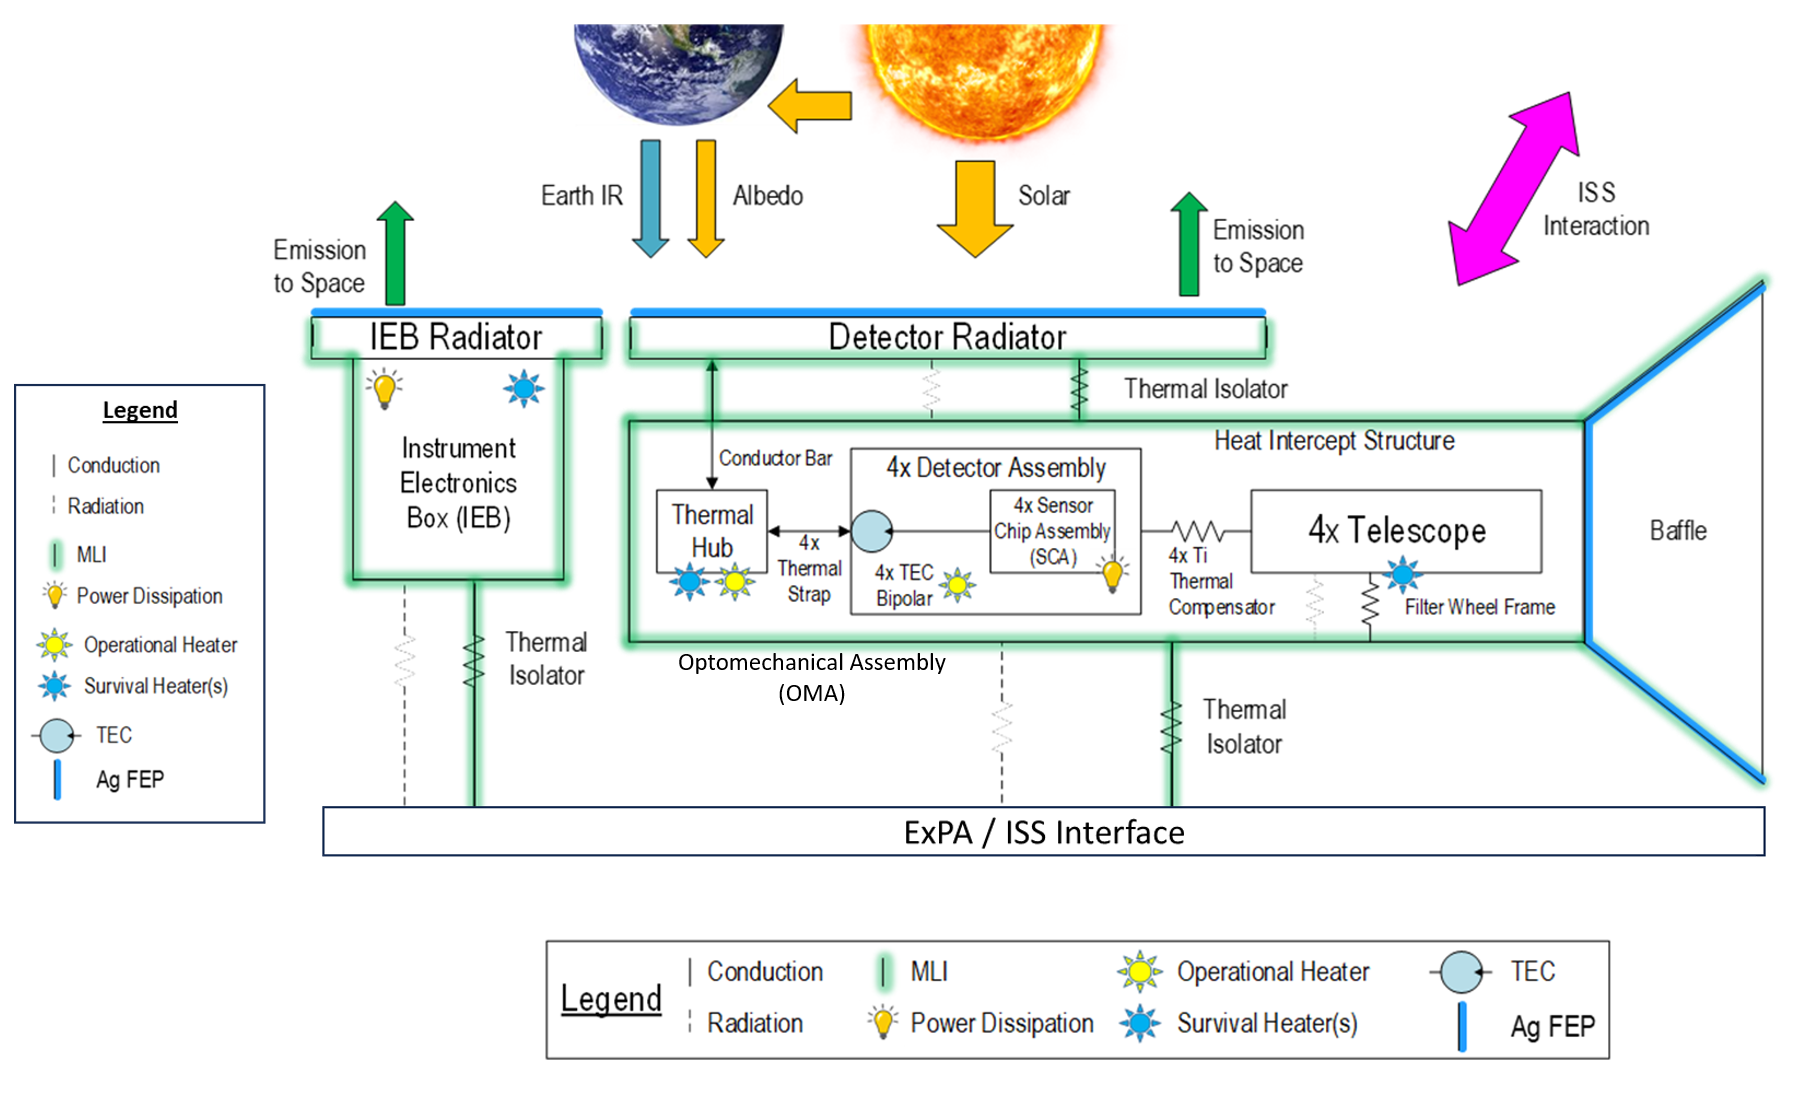 Earth IR
Albedo
Solar
ISS
Interaction
Emission
to Space
Emission
to Space
IEB Radiator
Detector Radiator
Thermal Isolator
Legend
Conduction
Radiation
MLI
Power Dissipation
Operational Heater
Survival Heater(s)
TEC
Ag FEP
Instrument
Electronics
Box (IEB)
Heat Intercept Structure
Conductor Bar
4x Detector Assembly
Thermal
Hub
4x
Thermal
Strap
4x Sensor
Chip Assembly
(SCA)
4x TEC
Bipolar
4x Ti
Thermal
Compensator
4x Telescope
Filter Wheel Frame
Baffle
Thermal
Isolator
Optomechanical Assembly
(OMA)
Thermal
Isolator
ExPA / ISS Interface
Legend
Conduction
Radiation
MLI
Power Dissipation
Operational Heater
Survival Heater(s)
TEC
Ag FEP